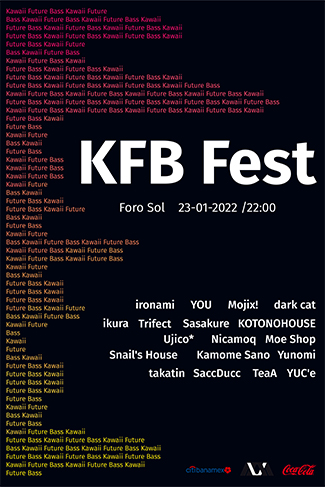 Kawaii Future Bass Kawaii Future
Bass Kawaii Future Bass Kawaii Future Bass Kawaii
Future Bass Kawaii Future Bass Kawaii Future Bass Kawaii
Future Bass Kawaii Future Bass Kawaii Future Bass Kawaii
Future Bass Kawaii Future
Bass Kawaii Future Bass
Kawaii Future Bass Kawaii
Future Bass Kawaii Future Bass Kawaii
Future Bass Kawaii Future Bass Kawaii Future Bass Kawaii
Future Bass Kawaii Future Bass Kawaii Future Bass Kawaii Future Bass
Kawaii Future Bass Kawaii Future Bass Kawaii Future Bass Kawaii Future Bass Kawaii
Future Bass Kawaii Future Bass Kawaii Future Bass Kawaii Future Bass Kawaii Future Bass
Kawaii Future Bass Kawaii Future Bass Kawaii Future Bass Kawaii Future Bass Kawaii
Future Bass Kawaii
Future Bass
Kawaii Future
Bass Kawaii
Future Bass
Kawaii Future Bass
Kawaii Future Bass
Kawaii Future Bass
Kawaii Future
Bass Kawaii
Future Bass Kawaii
Future Bass Kawaii Future
Bass Kawaii
Future Bass
Kawaii Future
Bass Kawaii Future Bass Kawaii Future Bass
Kawaii Future Bass Kawaii Future Bass
Kawaii Future Bass Kawaii Future Bass
Kawaii Future
Bass Kawaii
Future Bass Kawaii
Future Bass Kawaii
Future Bass Kawaii
Future Bass Kawaii Future
Bass Kawaii Future Bass
Kawaii Future
Bass
Kawaii
Future
Bass Kawaii
Future Bass Kawaii
Future Bass Kawaii
Future Bass Kawaii
Future Bass Kawaii
Future Bass
Kawaii Future
Bass Kawaii
Future Bass
Kawaii Future Bass Kawaii
Future Bass Kawaii Future Bass Kawaii Future
Bass Kawaii Future Bass Kawaii Future Bass
Kawaii Future Bass Kawaii Future Bass Kawaii
Future Bass Kawaii Future Bass Kawaii
Future Bass
KFB Fest
Foro Sol 23-01-2022 /22:00
ironami YOU Mojix! dark cat
ikura Trifect Sasakure KOTONOHOUSE
Ujico* Nicamoq Moe Shop
Snail's House Kamome Sano Yunomi
takatin SaccDucc TeaA YUC'e
citibanamex Coca-Cola